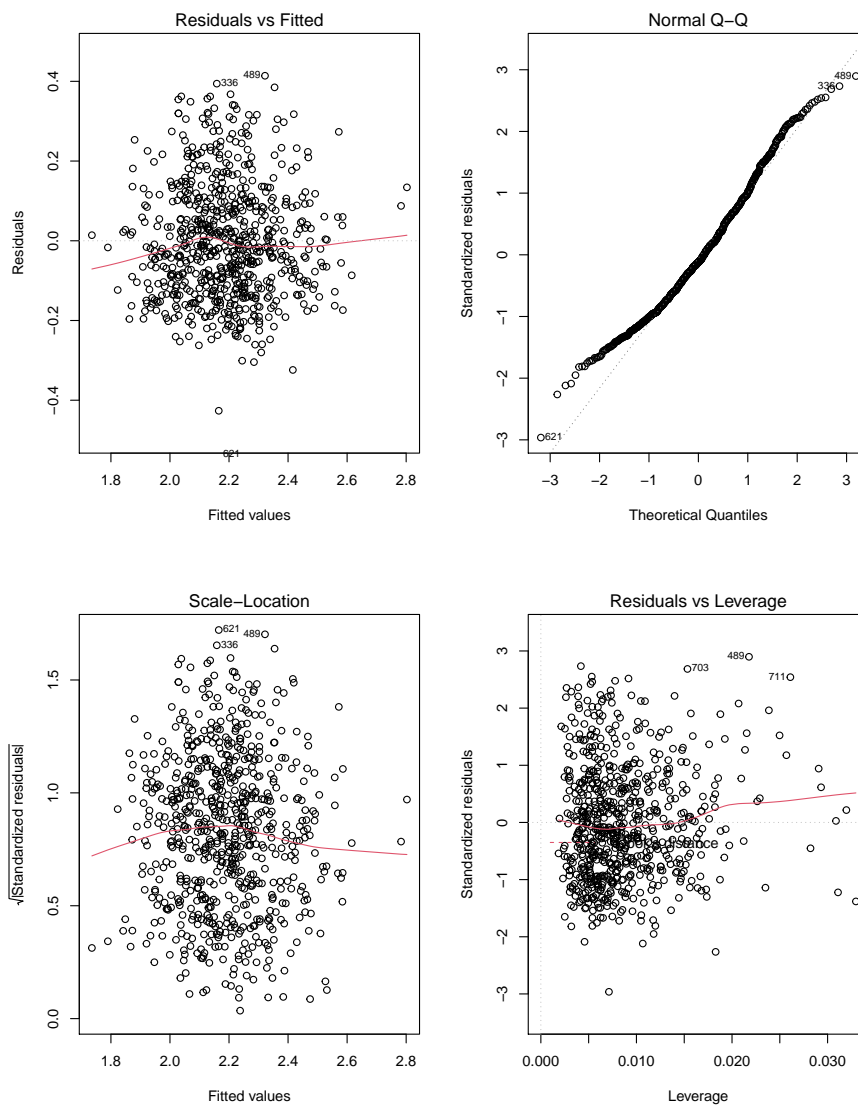 Residuals vs Fitted
Residuals
0.4
0.2
0.0
−0.2
−0.4
489
336
621
1.8 2.0 2.2 2.4 2.6 2.8
Fitted values
Normal Q−Q
Standardized residuals
3
2
1
0
−1
−2
−3
489
336
621
−3 −2 −1 0 1 2 3
Theoretical Quantiles
Scale−Location
√|Standardized residuals|
1.5
1.0
0.5
0.0
621
489
336
1.8 2.0 2.2 2.4 2.6 2.8
Fitted values
Residuals vs Leverage
Standardized residuals
3
2
1
0
−1
−2
−3
489
703
711
0.000 0.010 0.020 0.030
Leverage